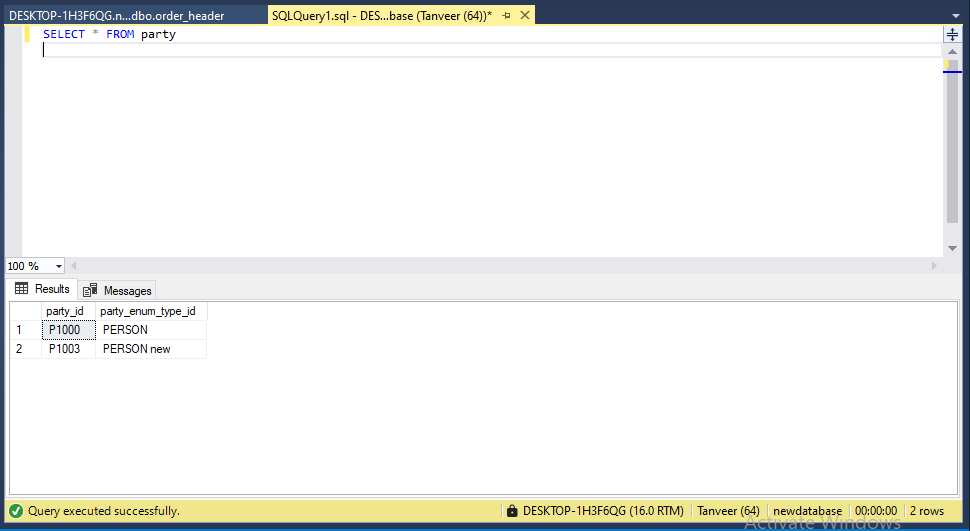 DESKTOP-1H3F6QG.n...dbo.order_header SQLQuery1.sql - DES...base (Tanveer (64))*
SELECT * FROM party
100 %
Results Messages
party_id party_enum_type_id
1 P1000 PERSON
2 P1003 PERSON new
Query executed successfully. DESKTOP-1H3F6QG (16.0 RTM) Tanveer (64) newdatabase 00:00:00 2 rows
Activate Windows